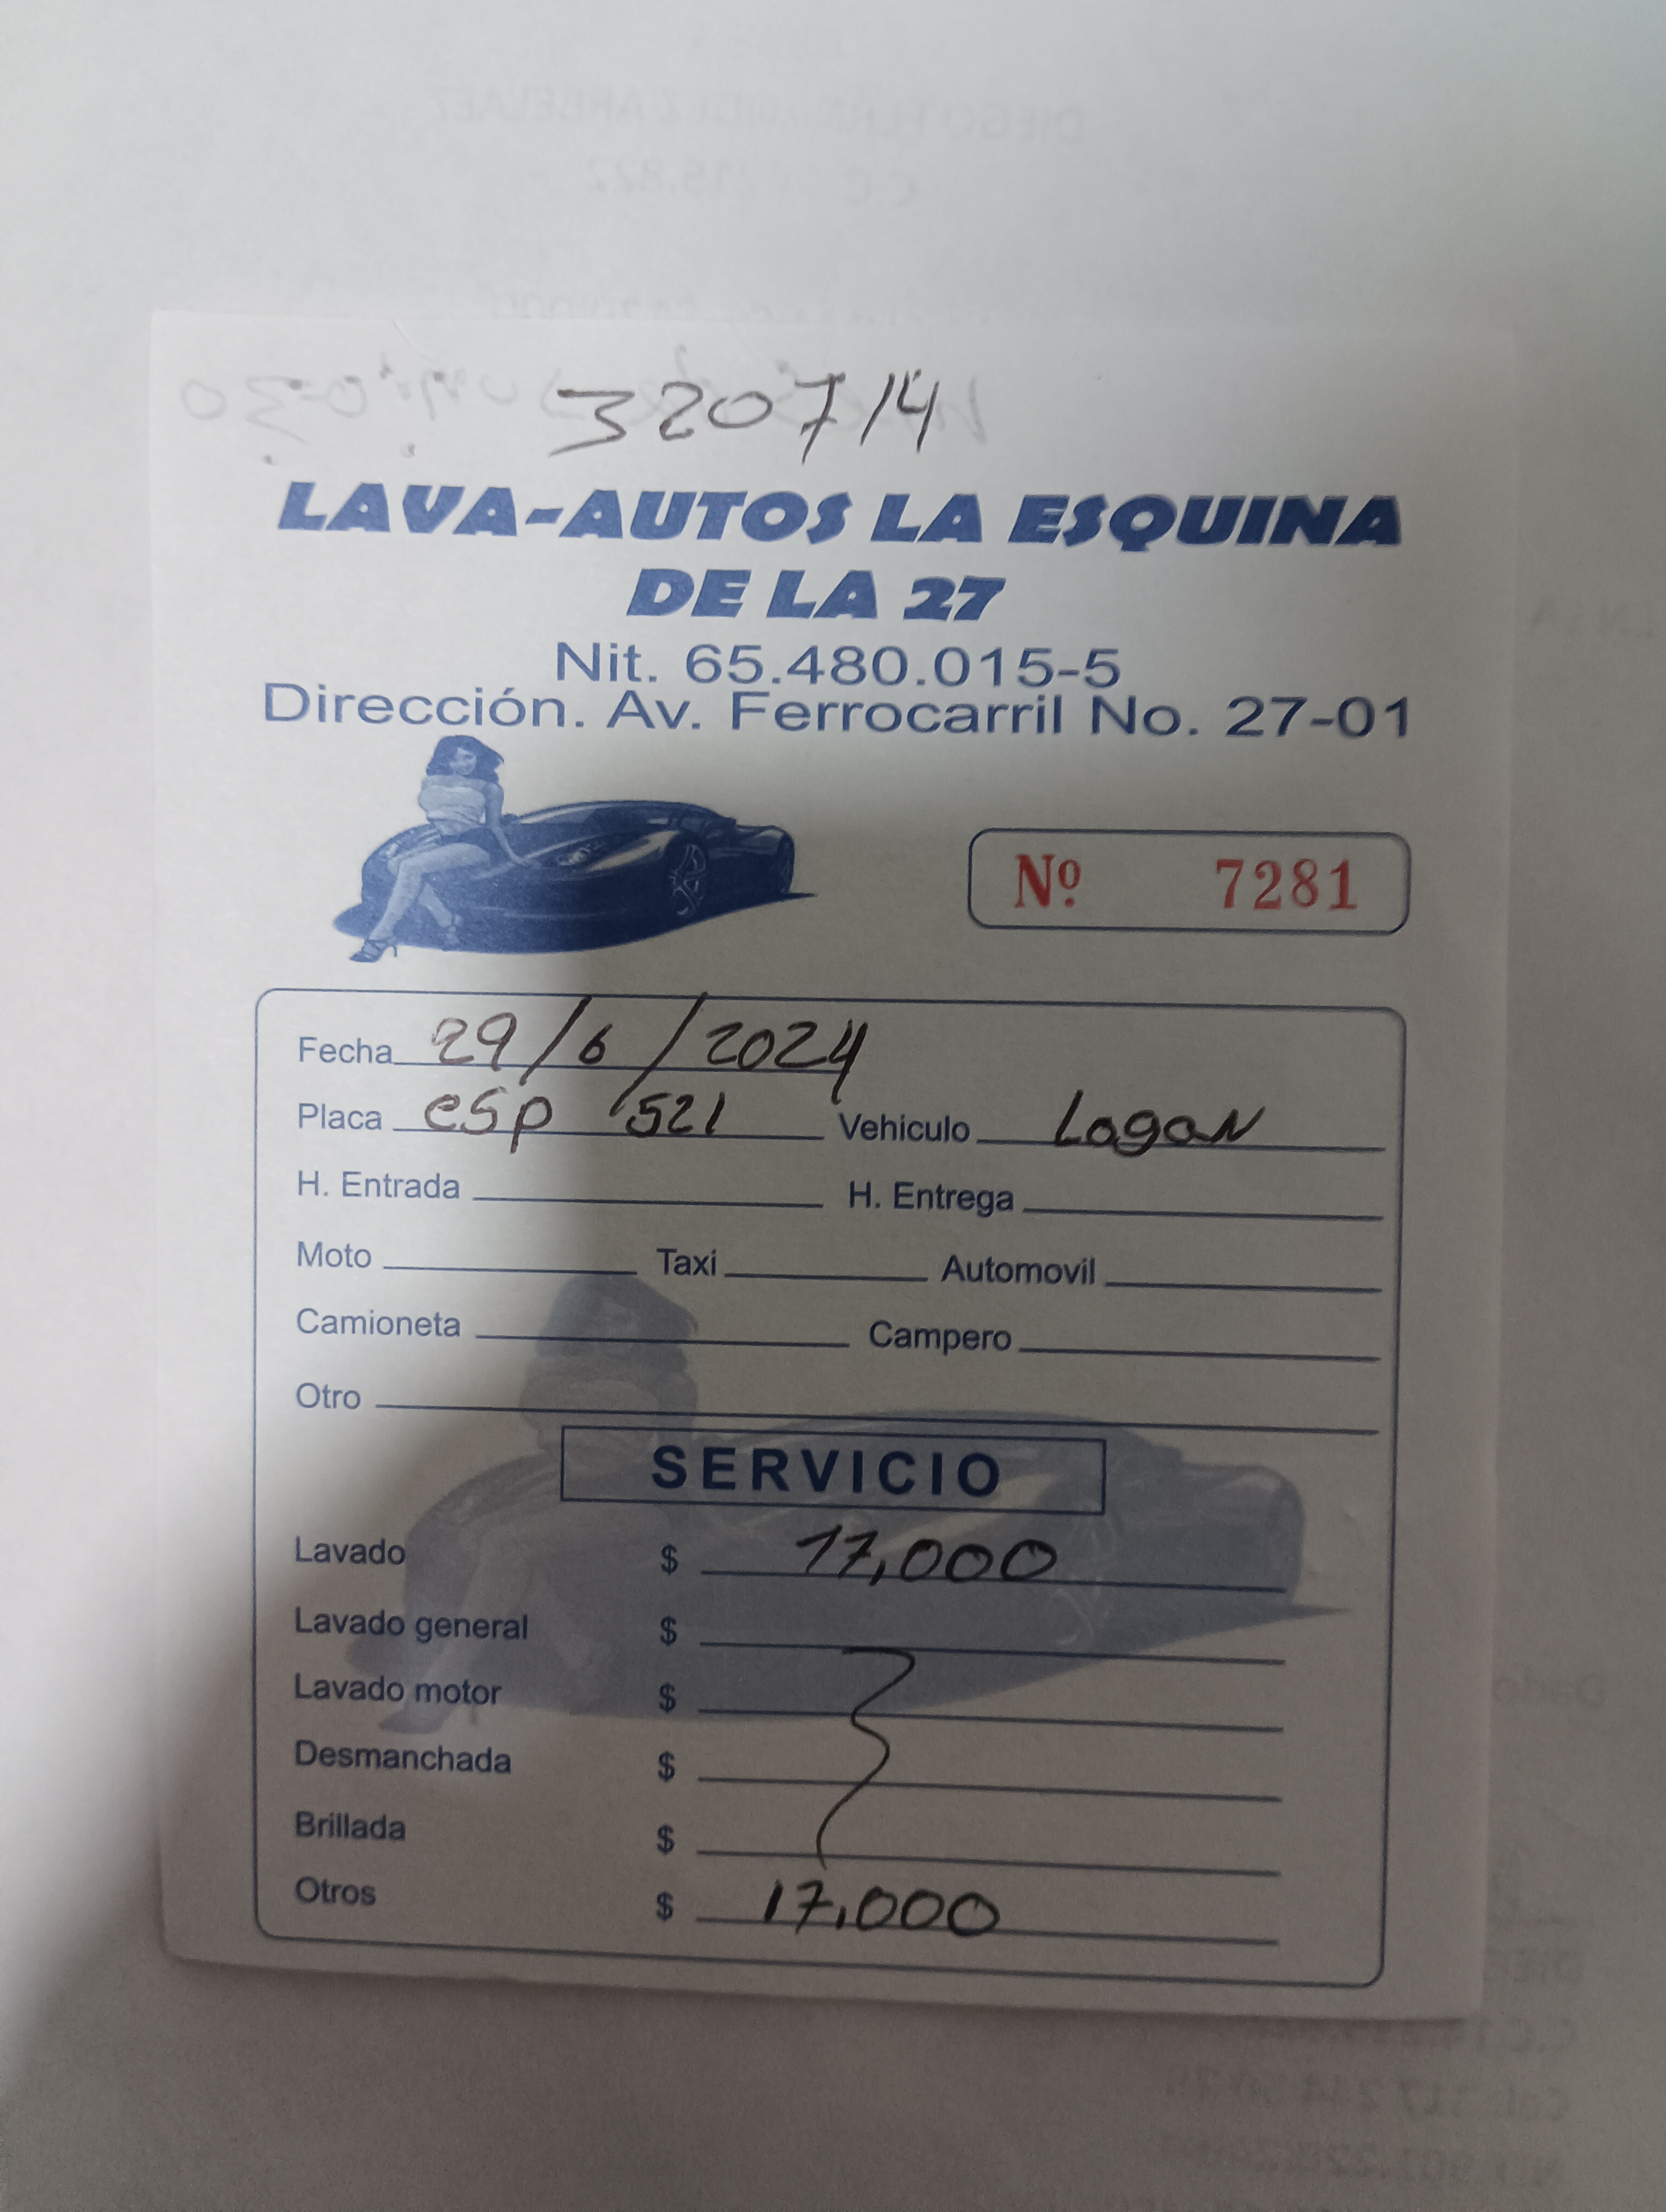 320714
LAVA-AUTOS LA ESQUINA
DE LA 27
Nit. 65.480.015-5
Dirección. Av. Ferrocarril No. 27-01
Nº 7281
Fecha 29/6/2024
Placa esp 521 Vehiculo Logan
H. Entrada H. Entrega
Moto Taxi Automovil
Camioneta Campero
Otro
SERVICIO
Lavado $ 17,000
Lavado general $
Lavado motor $
Desmanchada $
Brillada $
Otros $ 17,000